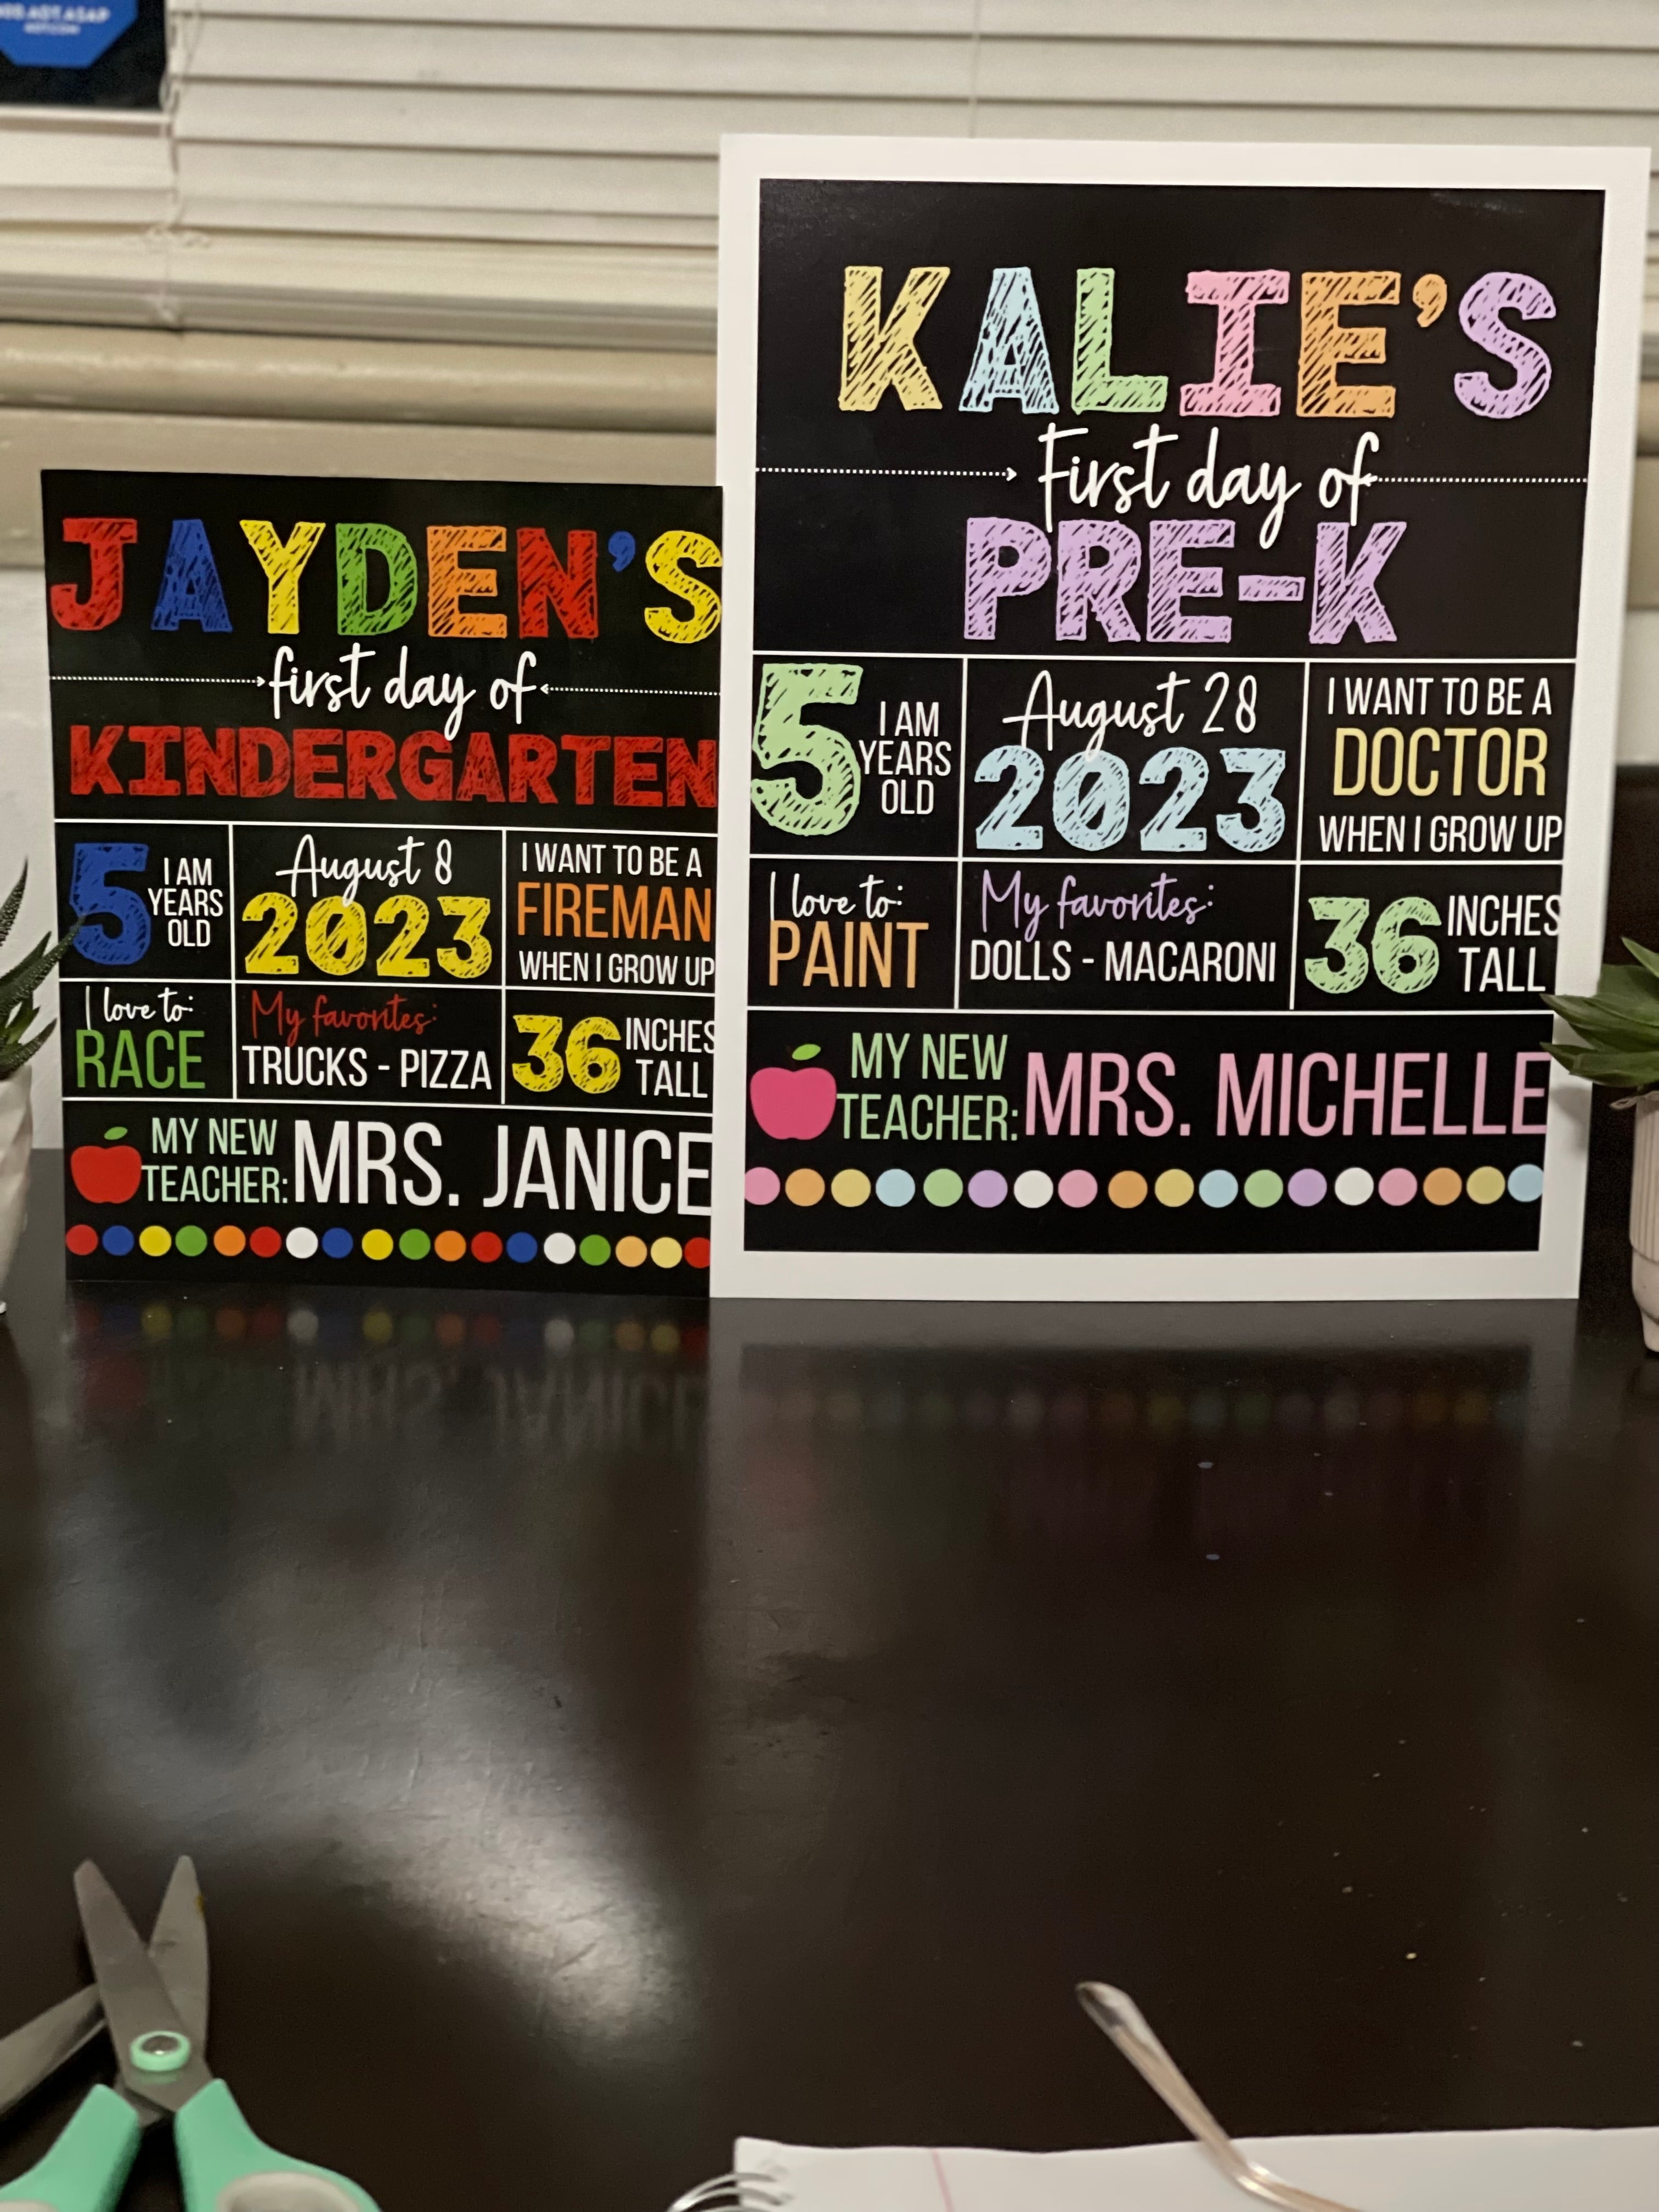 JAYDEN'S
first day of
KINDERGARTEN
5 I AM
YEARS
OLD
August 8
2023
I WANT TO BE A
FIREMAN
WHEN I GROW UP
I love to:
RACE
My favorites:
TRUCKS - PIZZA
36 INCHES
TALL
MY NEW
TEACHER: MRS. JANICE
KALIE'S
First day of
PRE-K
5 I AM
YEARS
OLD
August 28
2023
I WANT TO BE A
DOCTOR
WHEN I GROW UP
I love to:
PAINT
My favorites:
DOLLS - MACARONI
36 INCHES
TALL
MY NEW
TEACHER: MRS. MICHELLE